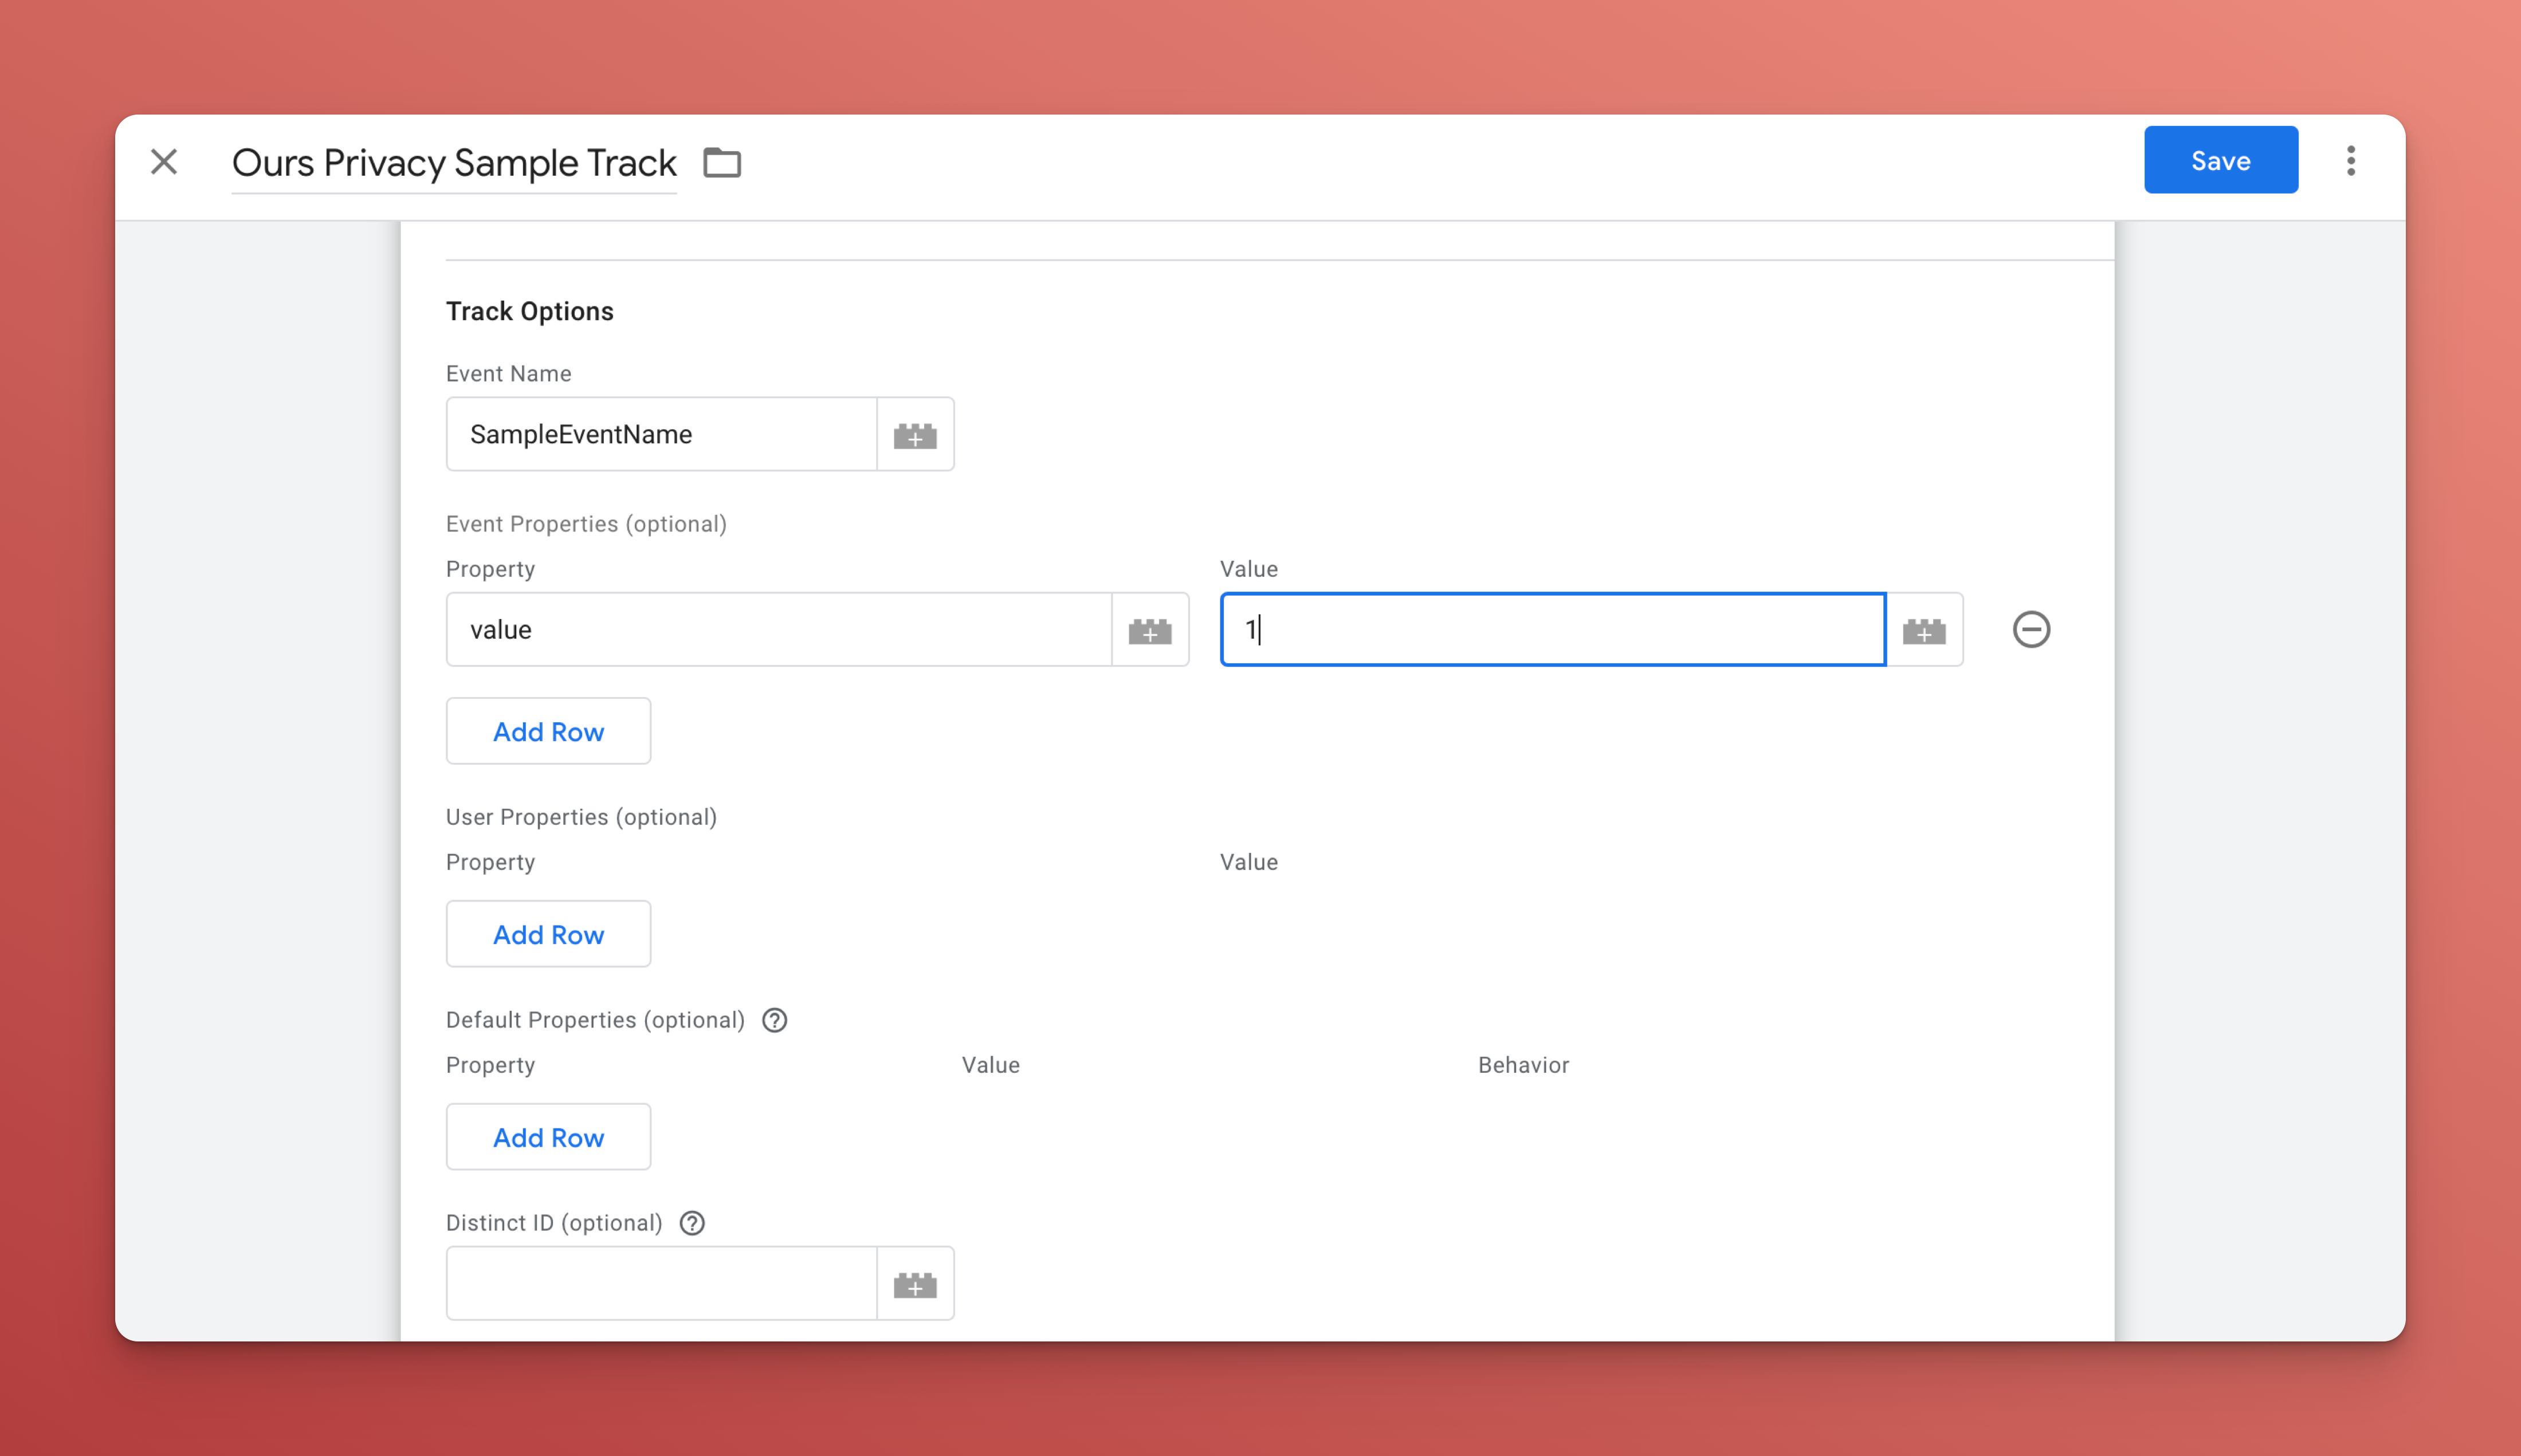 Ours Privacy Sample Track
Save
Track Options
Event Name
SampleEventName
Event Properties (optional)
Property Value
value 1
Add Row
User Properties (optional)
Property Value
Add Row
Default Properties (optional)
Property Value Behavior
Add Row
Distinct ID (optional)